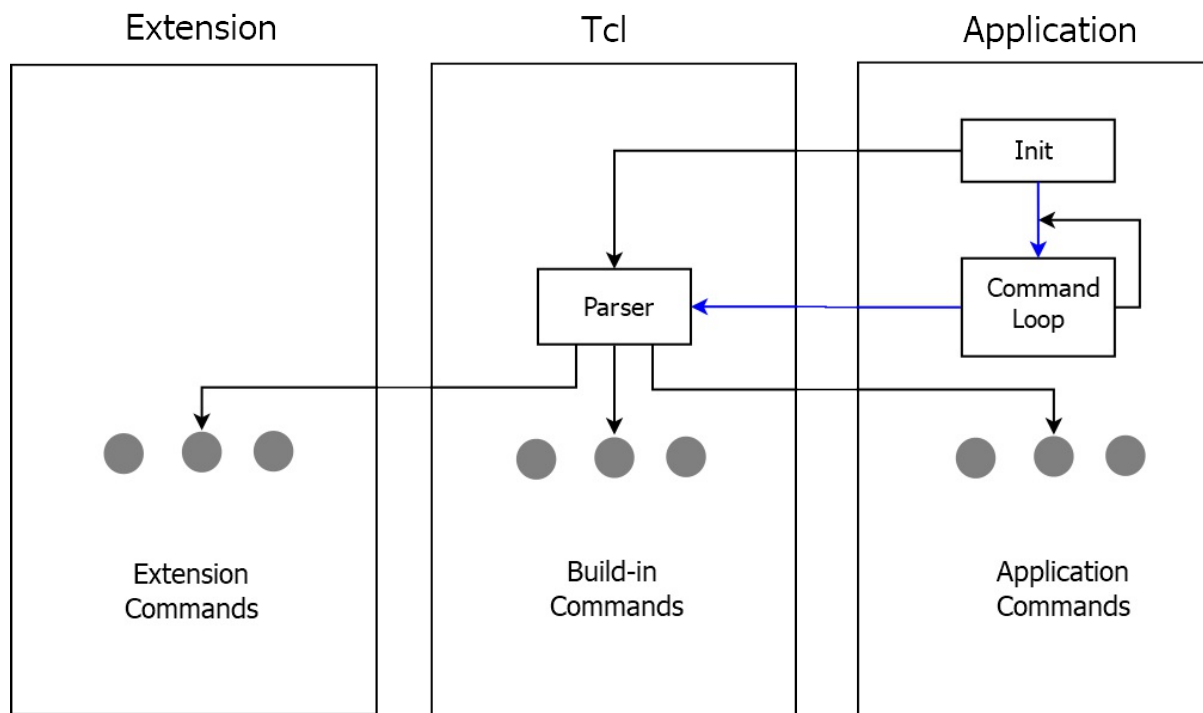 Extension
Tcl
Application
Init
Command
Loop
Parser
Extension
Commands
Build-in
Commands
Application
Commands